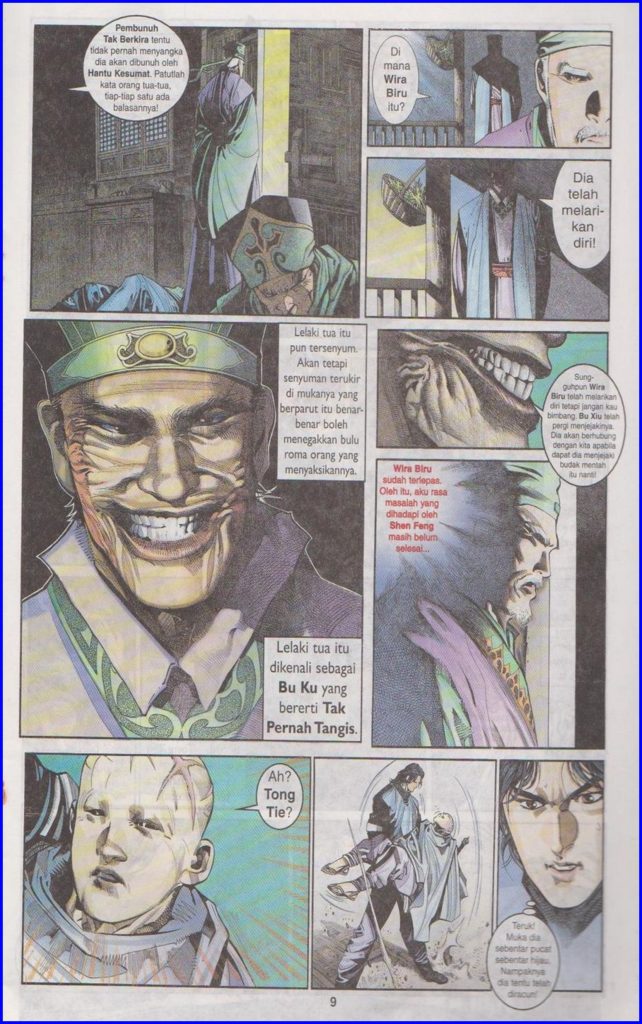 Pembunuh
Tak Berkira tentu
tidak pernah menyangka
dia akan dibunuh oleh
Hantu Kesumat. Patutlah
kata orang tua-tua,
tiap-tiap satu ada
balasannya!
Di
mana
Wira
Biru
itu?
Dia
telah
melari-
kan
diri!
Lelaki tua itu
pun tersenyum.
Akan tetapi
senyuman terukir
di mukanya yang
berparut itu benar-
benar boleh
menegakkan bulu
roma orang yang
menyaksikannya.
Sung-
guhpun Wira
Biru telah melarikan
diri tetapi jangan kau
bimbang. Bu Xiu telah
pergi menjejakinya.
Dia akan berhubung
dengan kita apabila
dapat dia menjejaki
budak mentah
itu nanti!
Wira Biru
sudah terlepas.
Oleh itu, aku rasa
masalah yang
dihadapi oleh
Shen Feng
masih belum
selesai...
Lelaki tua itu
dikenali sebagai
Bu Ku yang
bererti Tak
Pernah Tangis.
Ah?
Tong
Tie?
Teruk!
Muka dia
sebentar pucat
sebentar hijau.
Nampaknya
dia tentu telah
diracun!
9